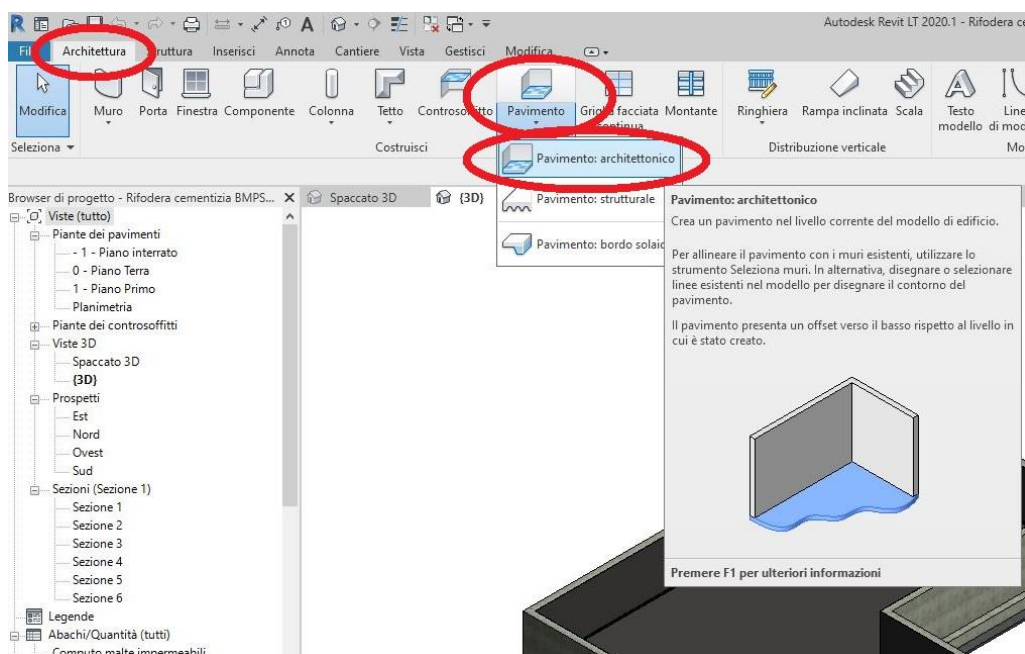 Autodesk Revit LT 2020.1 - Rifodera ce
Architettura Struttura Inserisci Annota Cantiere Vista Gestisci Modifica
Modifica Muro Porta Finestra Componente Colonna Tetto Controsoffitto Pavimento Griglia facciata continua Montante Ringhiera Rampa inclinata Scala Testo modello
Seleziona Costruisci Distribuzione verticale Mo
Pavimento: architettonico
Pavimento: strutturale
Pavimento: bordo solaio
Browser di progetto - Rifodera cementizia BMPS... X
Spaccato 3D {3D}
Viste (tutto)
Piante dei pavimenti
- 1 - Piano interrato
0 - Piano Terra
1 - Piano Primo
Planimetria
Piante dei controsoffitti
Viste 3D
Spaccato 3D
{3D}
Prospetti
Est
Nord
Ovest
Sud
Sezioni (Sezione 1)
Sezione 1
Sezione 2
Sezione 3
Sezione 4
Sezione 5
Sezione 6
Legende
Abachi/Quantità (tutti)
Computo malte impermeabili
Pavimento: architettonico
Crea un pavimento nel livello corrente del modello di edificio.
Per allineare il pavimento con i muri esistenti, utilizzare lo
strumento Seleziona muri. In alternativa, disegnare o selezionare
linee esistenti nel modello per disegnare il contorno del
pavimento.
Il pavimento presenta un offset verso il basso rispetto al livello in
cui è stato creato.
Premere F1 per ulteriori informazioni